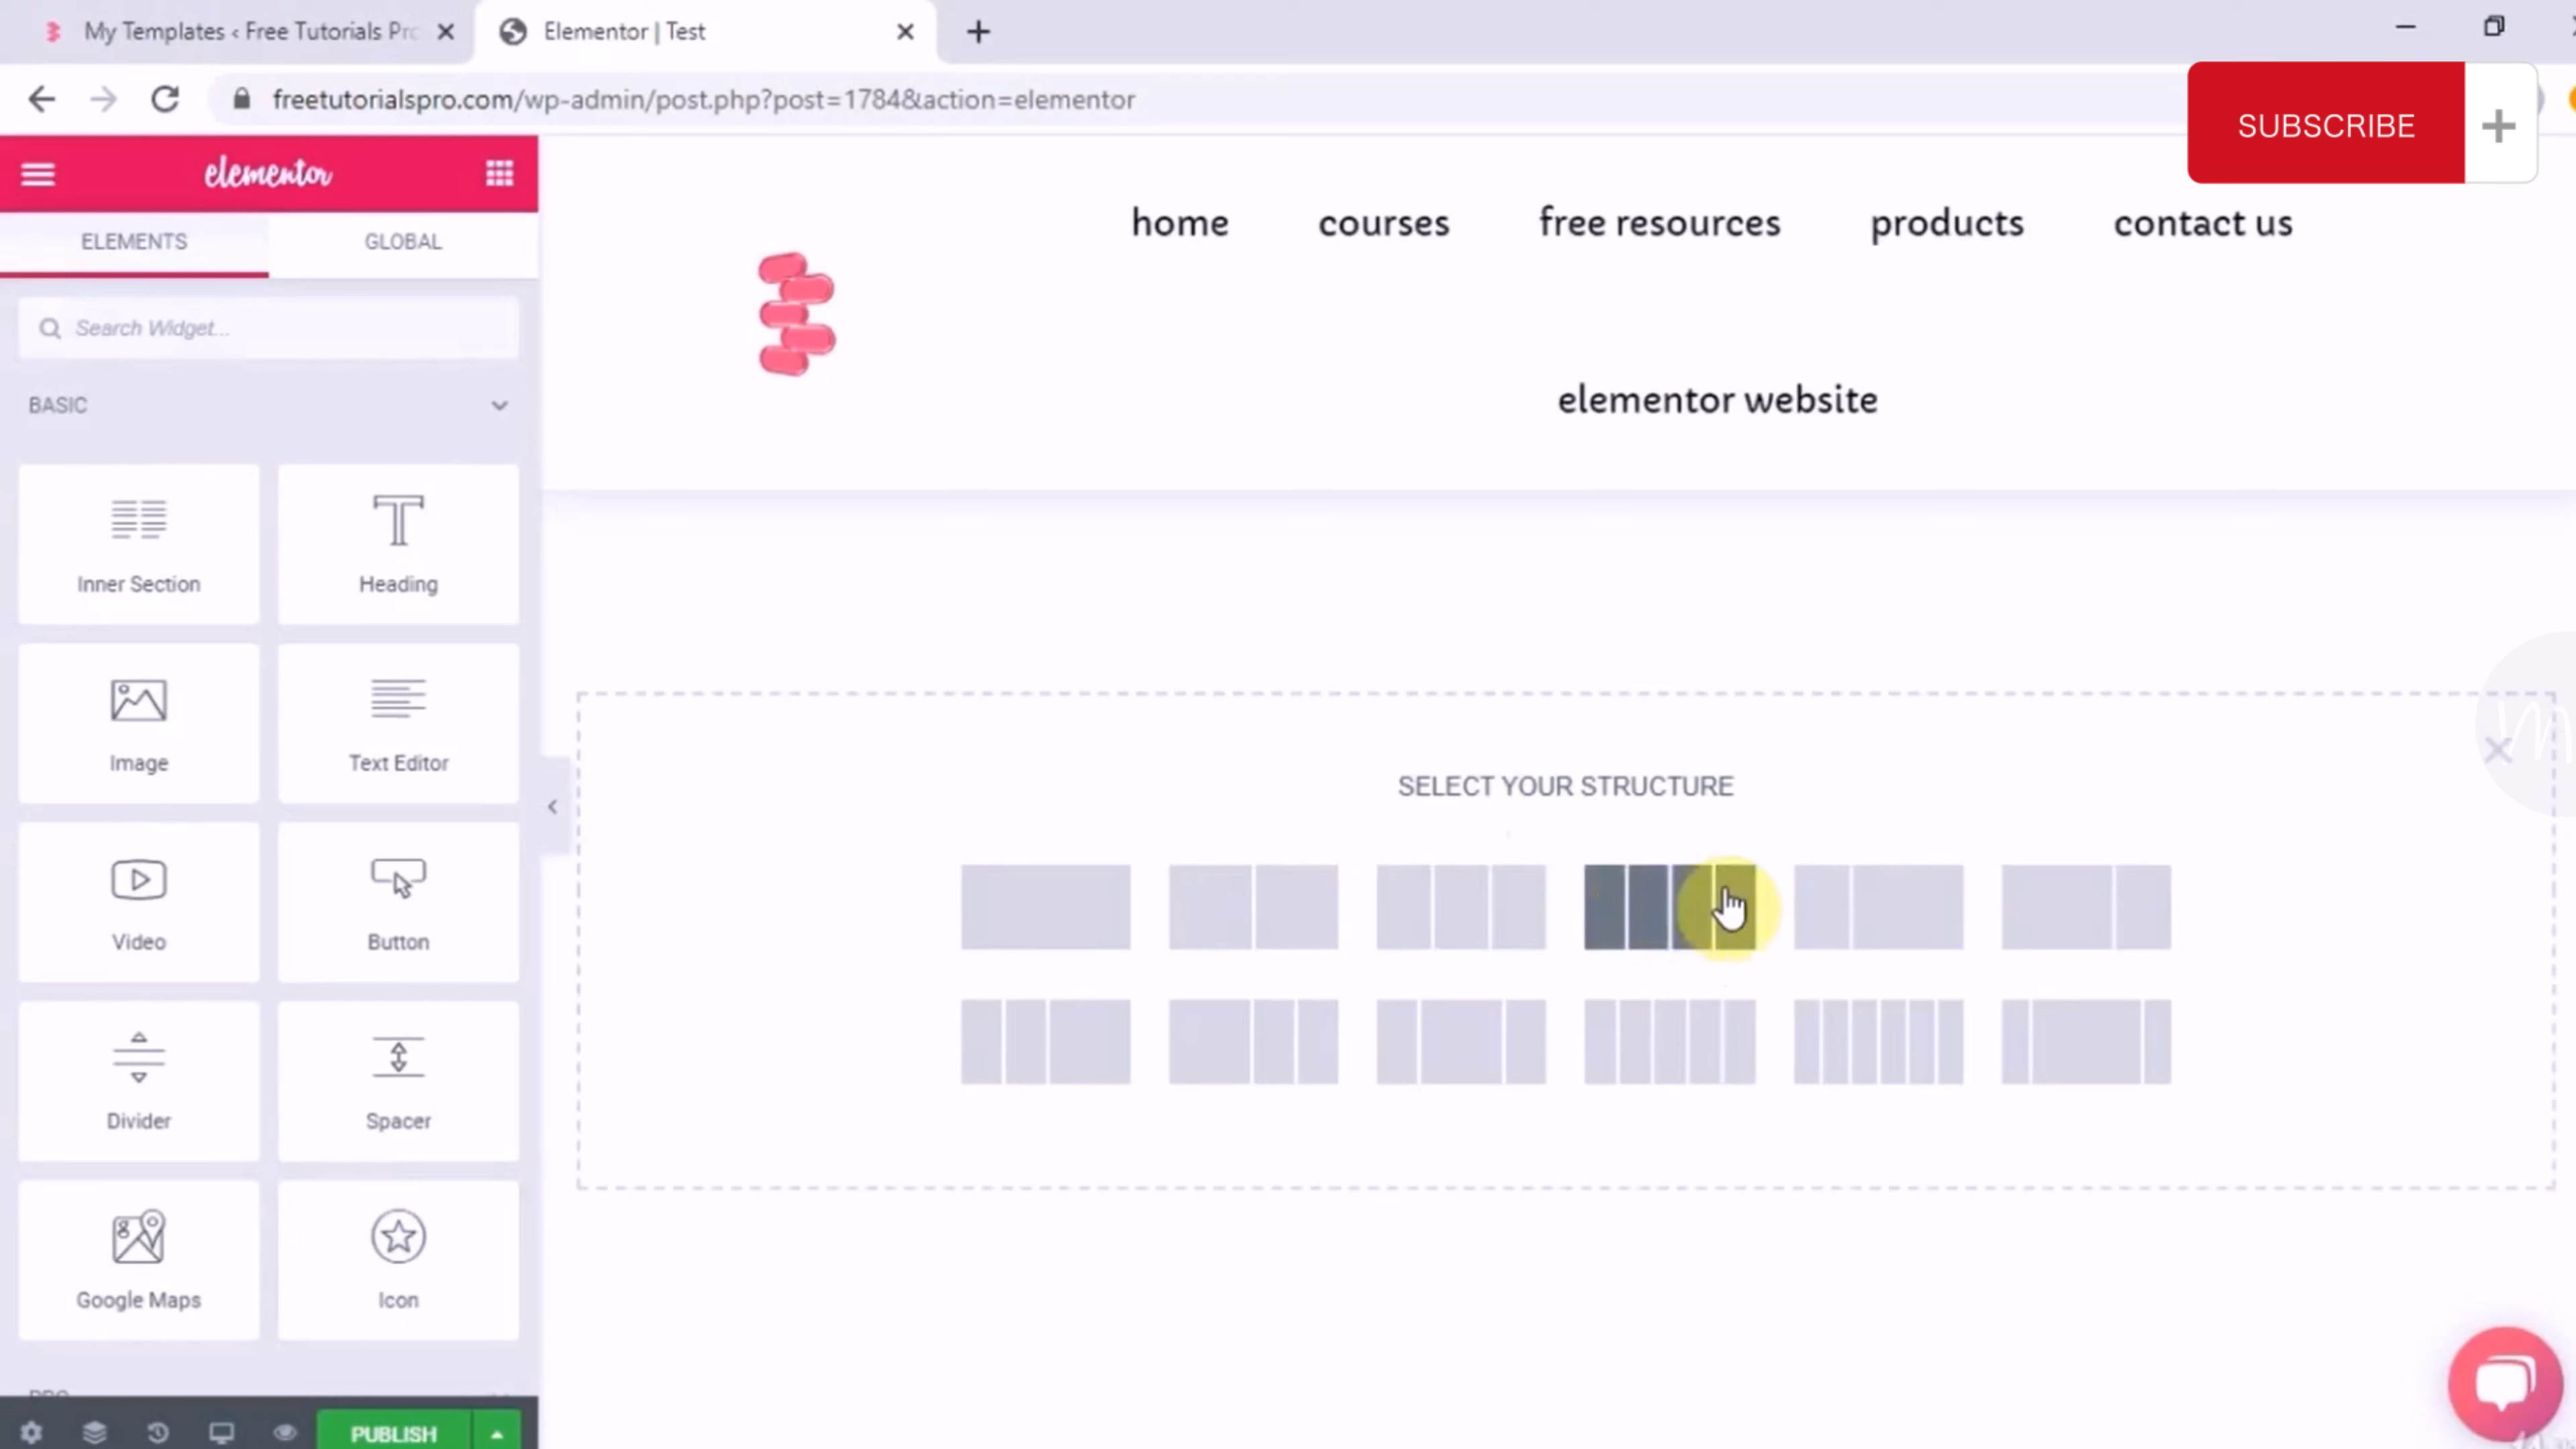 My Templates ‹ Free Tutorials Pro
Elementor | Test
freetutorialspro.com/wp-admin/post.php?post=1784&action=elementor
SUBSCRIBE
elementor
ELEMENTS
GLOBAL
Search Widget...
BASIC
Inner Section
Heading
Image
Text Editor
Video
Button
Divider
Spacer
Google Maps
Icon
PRO
PUBLISH
home
courses
free resources
products
contact us
elementor website
SELECT YOUR STRUCTURE